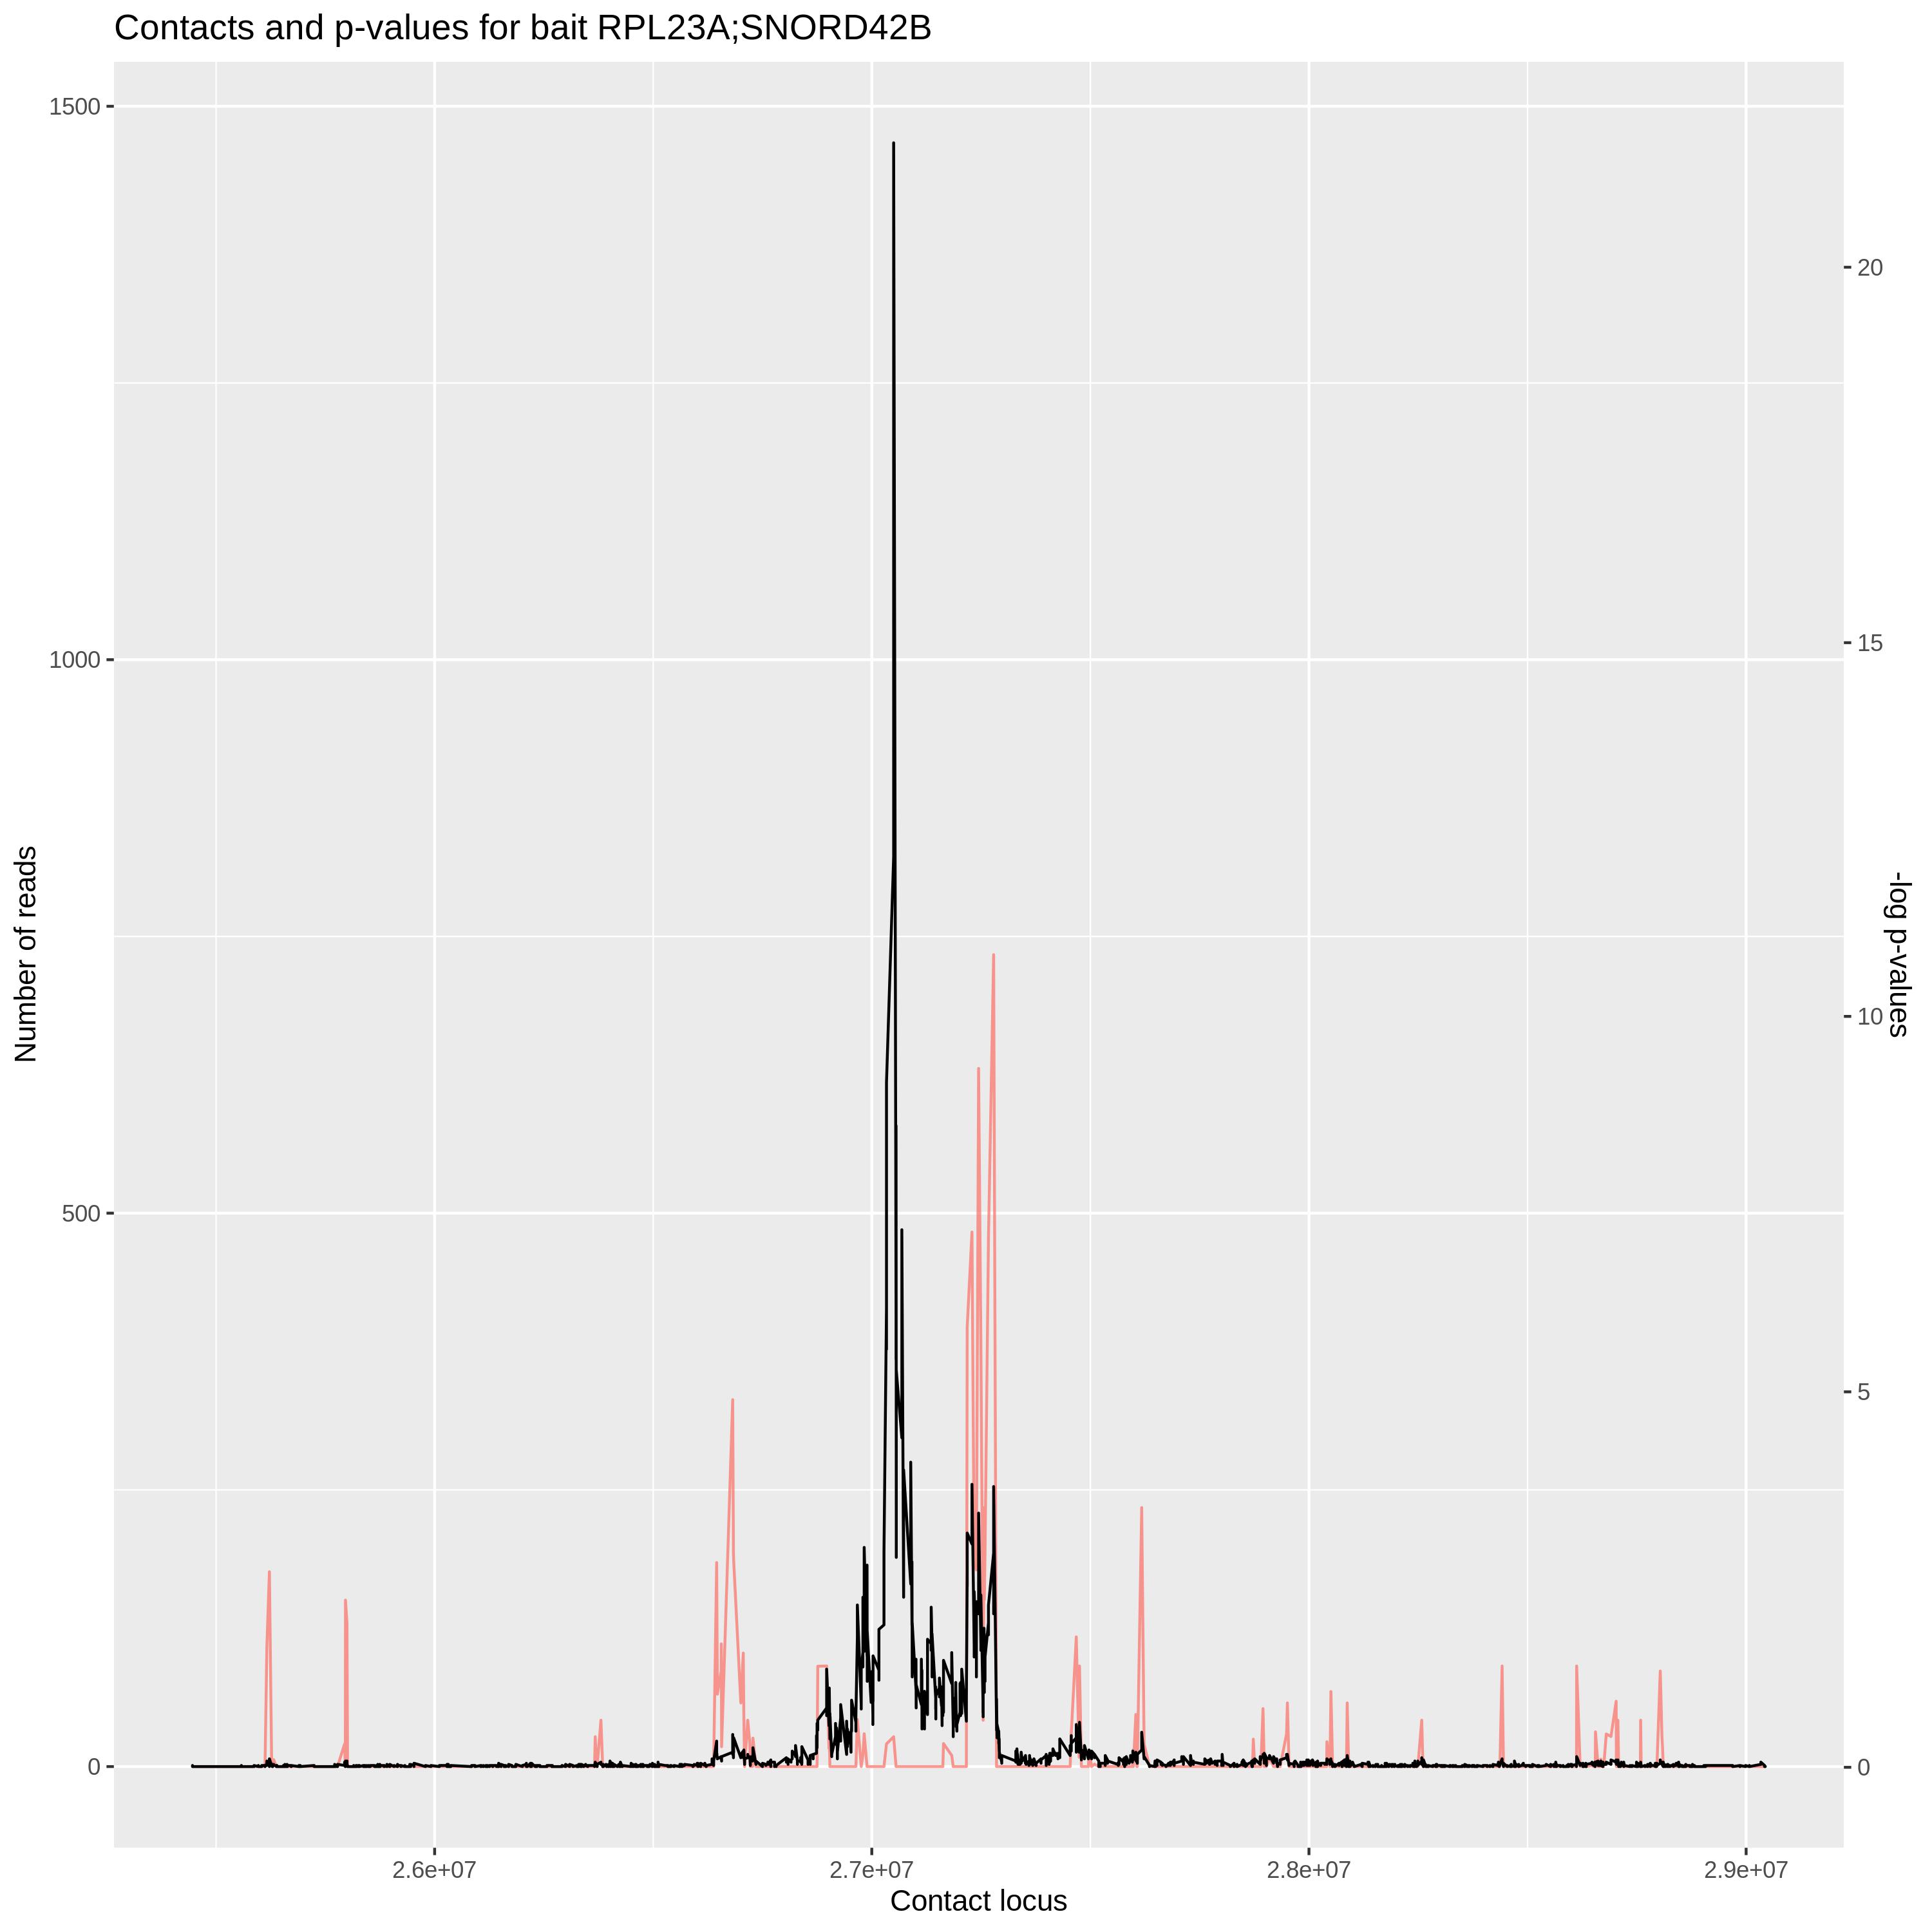 Contacts and p-values for bait RPL23A;SNORD42B
1500
1000
500
0
Number of reads
20
15
10
5
0
-log p-values
2.6e+07
2.7e+07
2.8e+07
2.9e+07
Contact locus